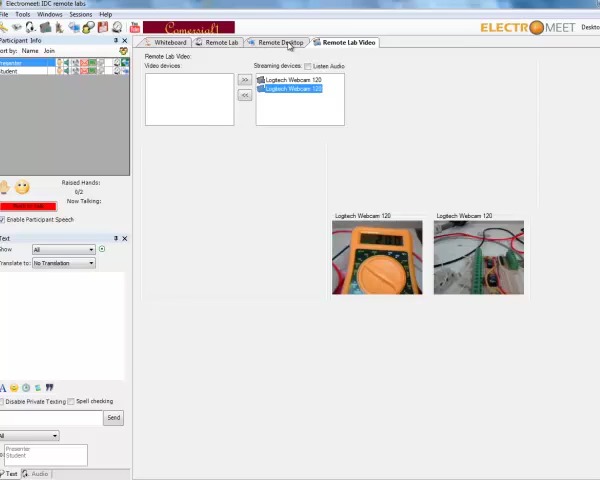 Electromeet: IDC remote labs
File Tools Windows Sessions Help
Comersial1
ELECTROMEET
Deskto
Participant Info
Sort by: Name Join
Presenter
Student
Raised Hands:
0/2
Now Talking:
Enable Participant Speech
Text
Show All
Translate to: No Translation
Disable Private Texting Spell checking
Send
All
Presenter
Student
Text Audio
Whiteboard Remote Lab Remote Desktop Remote Lab Video
Remote Lab Video:
Video devices Streaming devices: Listen Audio
>>
<<
Logitech Webcam 120
Logitech Webcam 120
Logitech Webcam 120 Logitech Webcam 120